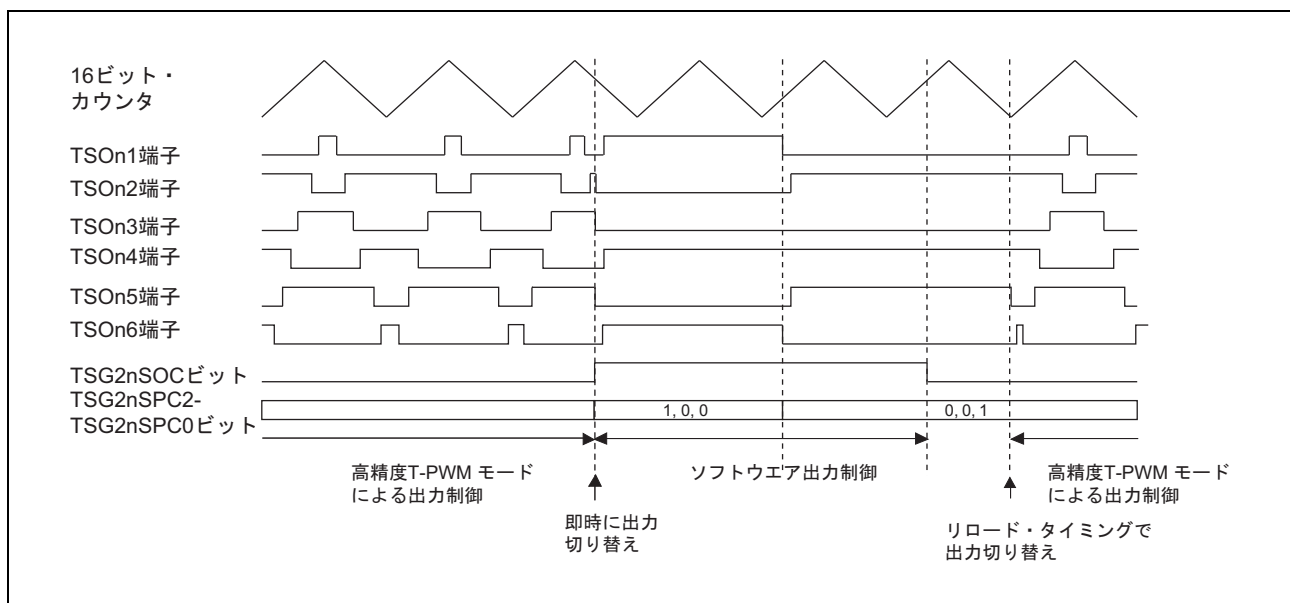 16ビット・
カウンタ
TSOn1端子
TSOn2端子
TSOn3端子
TSOn4端子
TSOn5端子
TSOn6端子
TSG2nSOCビット
TSG2nSPC2-
TSG2nSPC0ビット
1, 0, 0
0, 0, 1
高精度T-PWM モード
による出力制御
ソフトウエア出力制御
高精度T-PWM モード
による出力制御
即時に出力
切り替え
リロード・タイミングで
出力切り替え